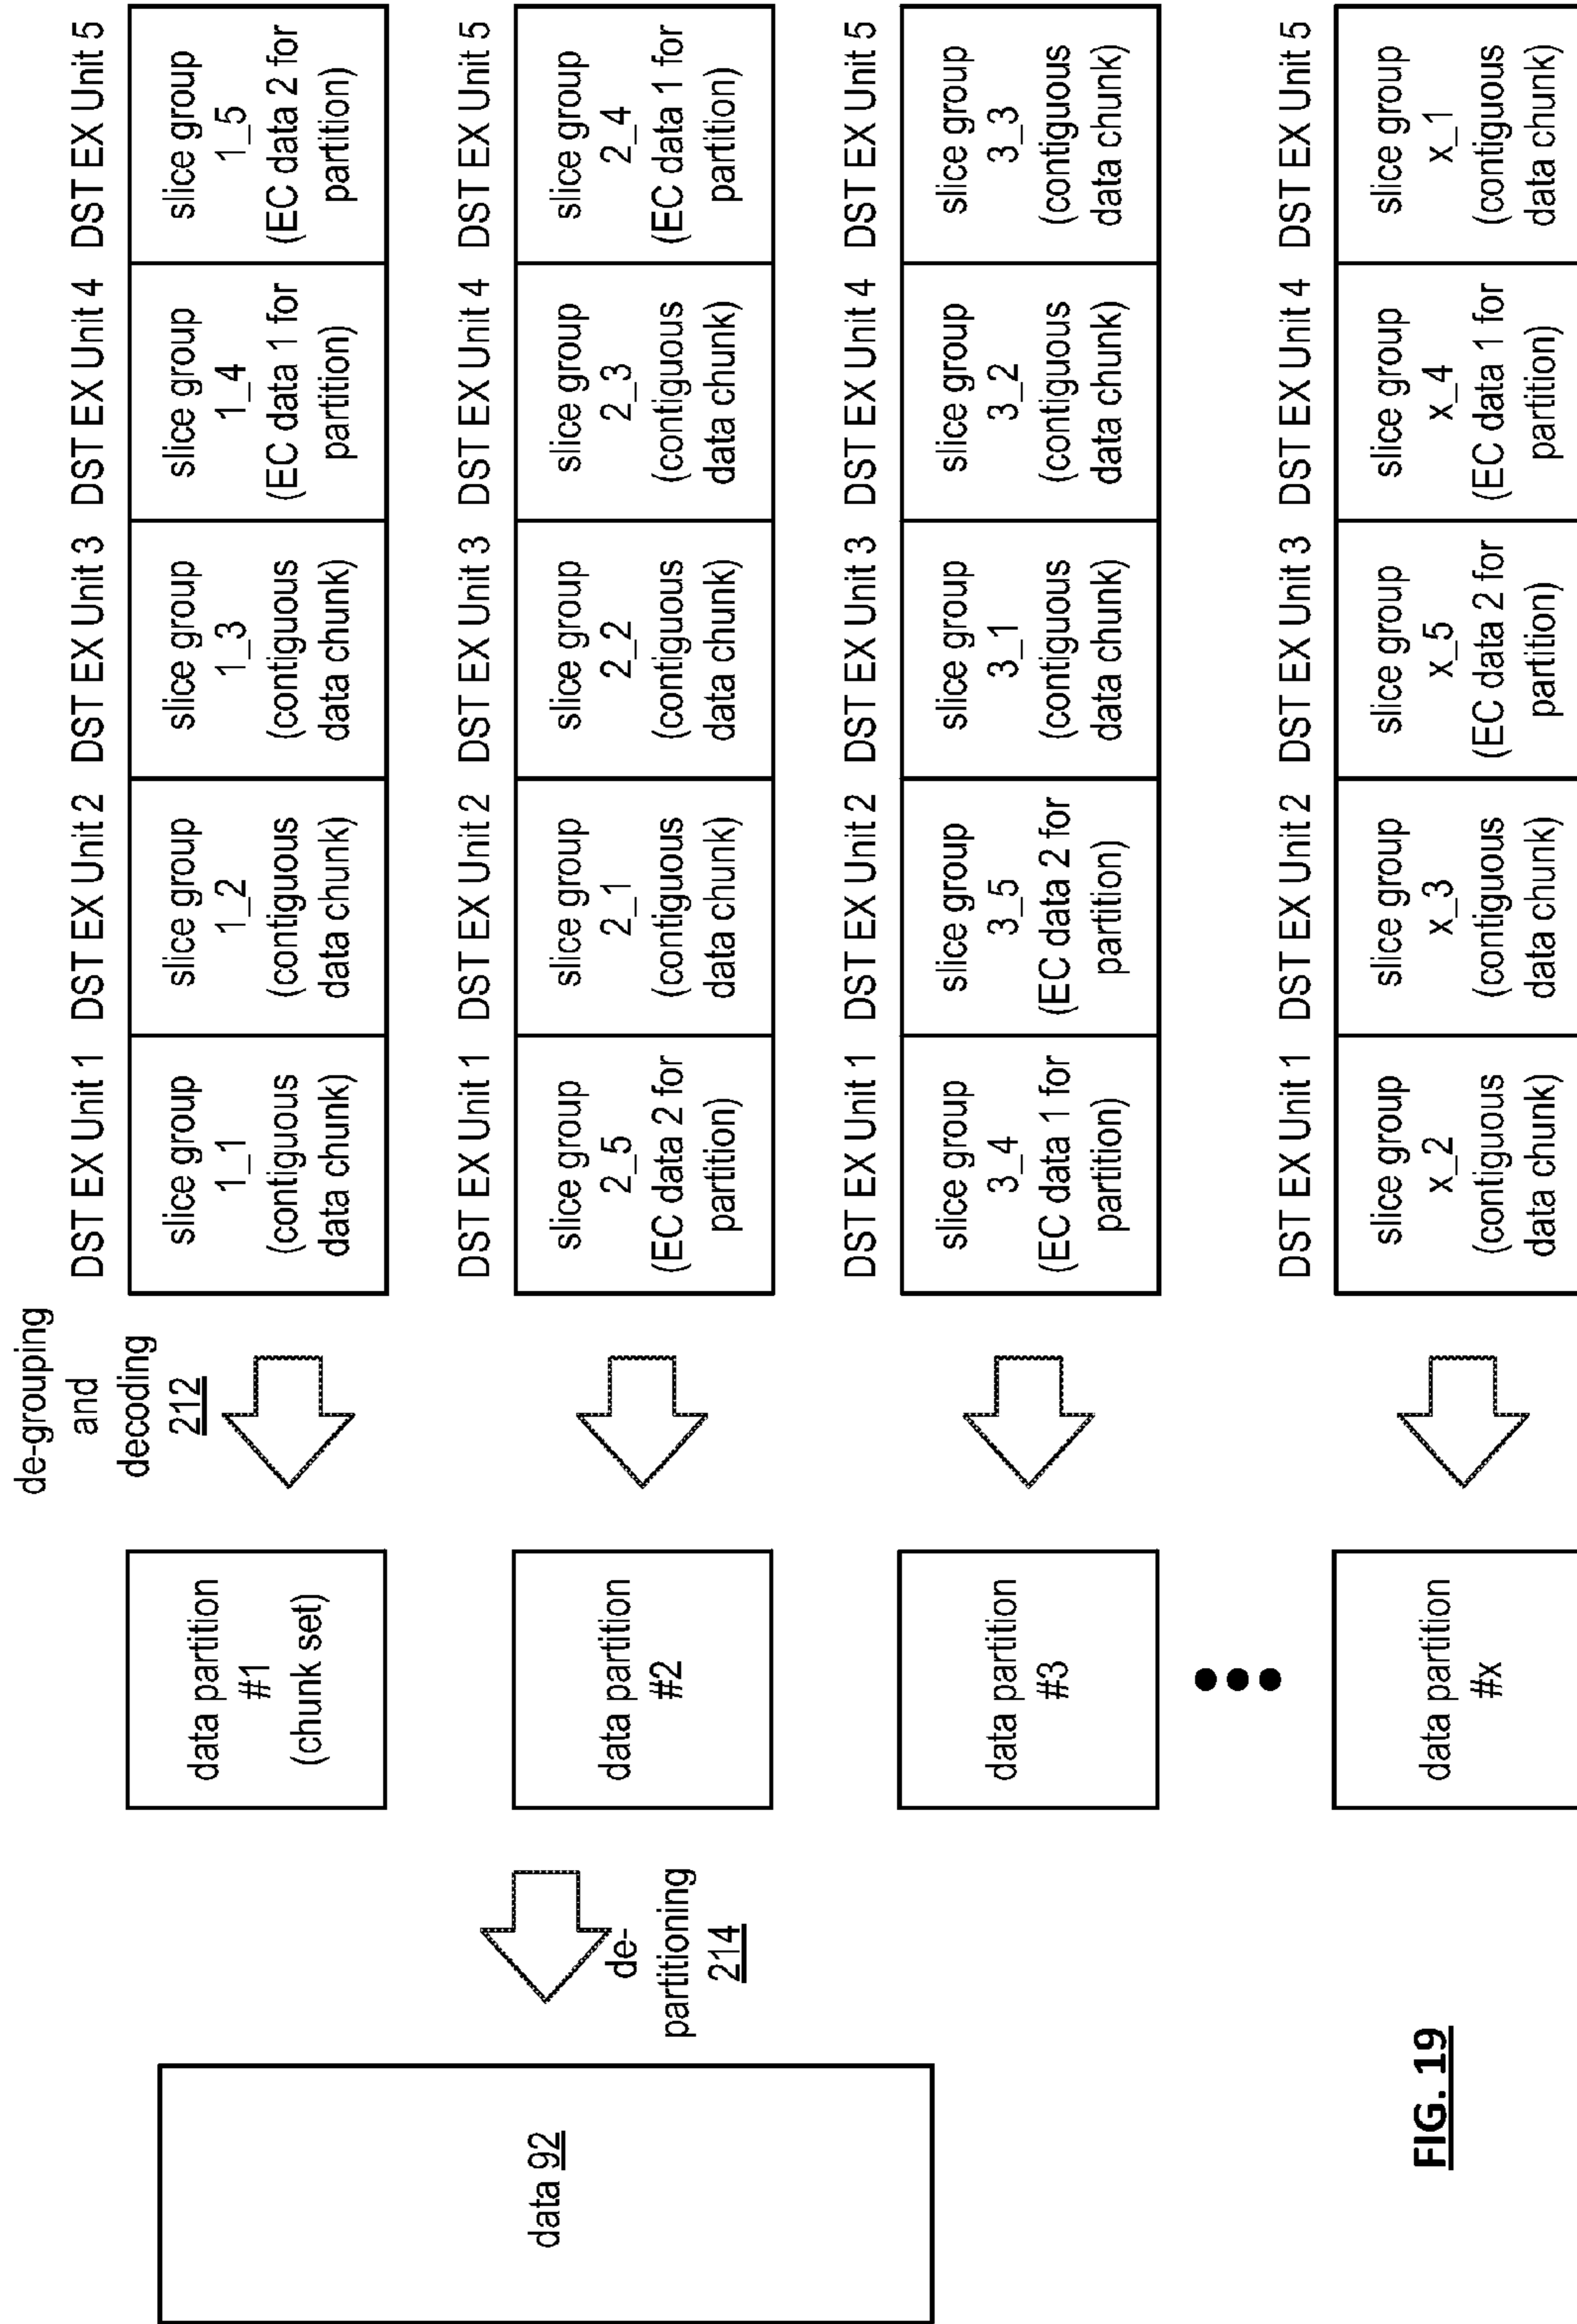 data 92
de-
partitioning
214
data partition
#1
(chunk set)
data partition
#2
data partition
#3
data partition
#x
de-grouping
and
decoding
212
DST EX Unit 1 DST EX Unit 2 DST EX Unit 3 DST EX Unit 4 DST EX Unit 5
slice group
1_1
(contiguous
data chunk)
slice group
1_2
(contiguous
data chunk)
slice group
1_3
(contiguous
data chunk)
slice group
1_4
(EC data 1 for
partition)
slice group
1_5
(EC data 2 for
partition)
DST EX Unit 1 DST EX Unit 2 DST EX Unit 3 DST EX Unit 4 DST EX Unit 5
slice group
2_5
(EC data 2 for
partition)
slice group
2_1
(contiguous
data chunk)
slice group
2_2
(contiguous
data chunk)
slice group
2_3
(contiguous
data chunk)
slice group
2_4
(EC data 1 for
partition)
DST EX Unit 1 DST EX Unit 2 DST EX Unit 3 DST EX Unit 4 DST EX Unit 5
slice group
3_4
(EC data 1 for
partition)
slice group
3_5
(EC data 2 for
partition)
slice group
3_1
(contiguous
data chunk)
slice group
3_2
(contiguous
data chunk)
slice group
3_3
(contiguous
data chunk)
DST EX Unit 1 DST EX Unit 2 DST EX Unit 3 DST EX Unit 4 DST EX Unit 5
slice group
x_2
(contiguous
data chunk)
slice group
x_3
(contiguous
data chunk)
slice group
x_5
(EC data 2 for
partition)
slice group
x_4
(EC data 1 for
partition)
slice group
x_1
(contiguous
data chunk)
FIG. 19